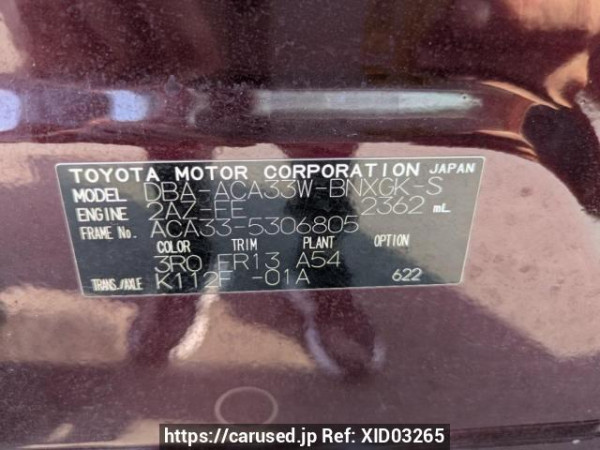 TOYOTA MOTOR CORPORATION JAPAN
MODEL DBA-ACA33W-BNXGK-S
ENGINE 2AZ-FE 2362 mL
FRAME No. ACA33-5306805
COLOR TRIM PLANT OPTION
3R0 FR13 A54
TRANS./AXLE K112F -01A 622
https://carused.jp Ref: XID03265